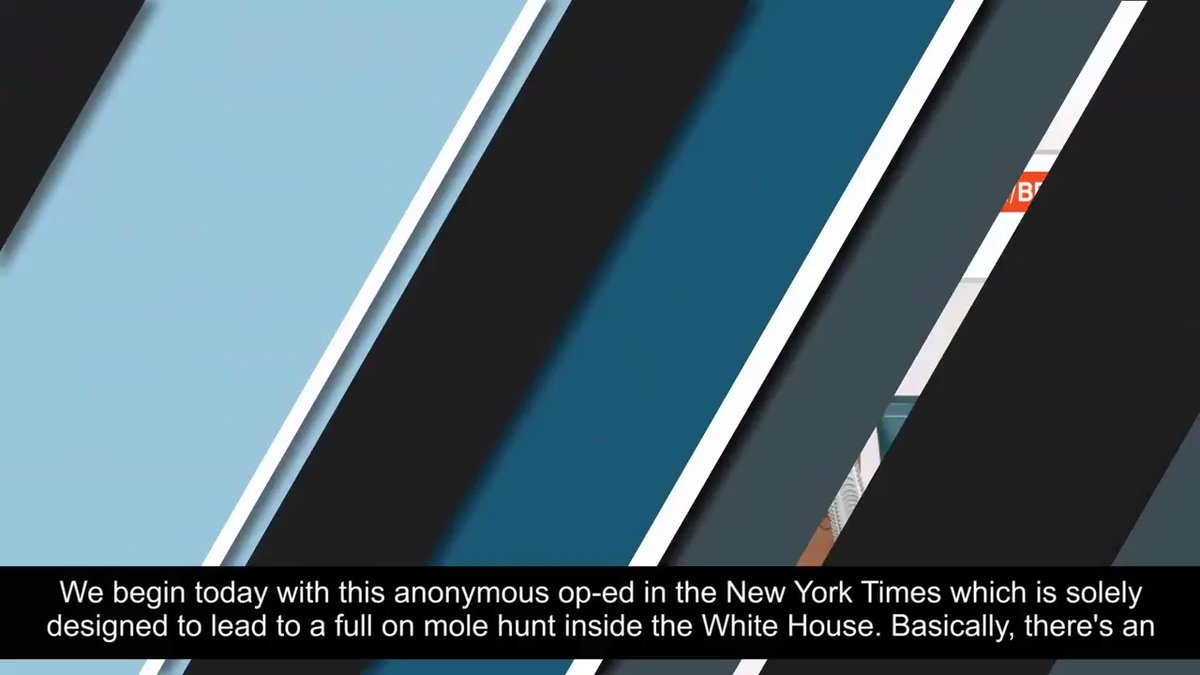 /BE
We begin today with this anonymous op-ed in the New York Times which is solely
designed to lead to a full on mole hunt inside the White House. Basically, there's an